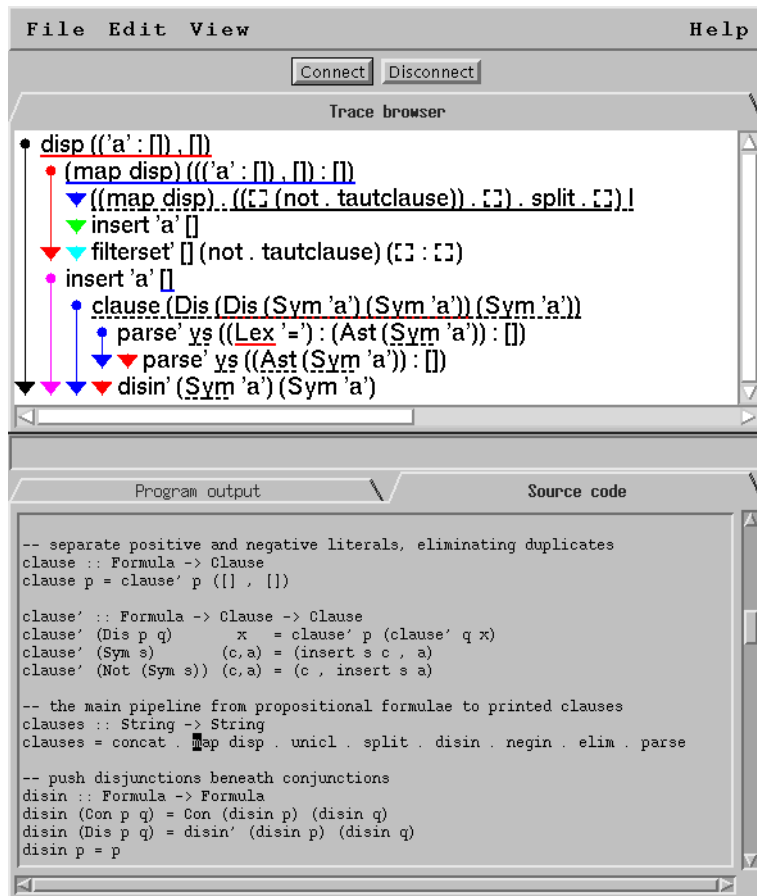 File Edit View Help
Connect Disconnect
Trace browser
disp (('a' : []) , [])
(map disp) ((('a' : []) , []) : [])
((map disp) . ((⛶ (not . tautclause)) . ⛶) . split . ⛶) l
insert 'a' []
filterset' [] (not . tautclause) (⛶ : ⛶)
insert 'a' []
clause (Dis (Dis (Sym 'a') (Sym 'a')) (Sym 'a'))
parse' ys ((Lex '=') : (Ast (Sym 'a')) : [])
parse' ys ((Ast (Sym 'a')) : [])
disin' (Sym 'a') (Sym 'a')
Program output Source code
-- separate positive and negative literals, eliminating duplicates
clause :: Formula -> Clause
clause p = clause' p ([] , [])
clause' :: Formula -> Clause -> Clause
clause' (Dis p q) x = clause' p (clause' q x)
clause' (Sym s) (c,a) = (insert s c , a)
clause' (Not (Sym s)) (c,a) = (c , insert s a)
-- the main pipeline from propositional formulae to printed clauses
clauses :: String -> String
clauses = concat . map disp . unicl . split . disin . negin . elim . parse
-- push disjunctions beneath conjunctions
disin :: Formula -> Formula
disin (Con p q) = Con (disin p) (disin q)
disin (Dis p q) = disin' (disin p) (disin q)
disin p = p